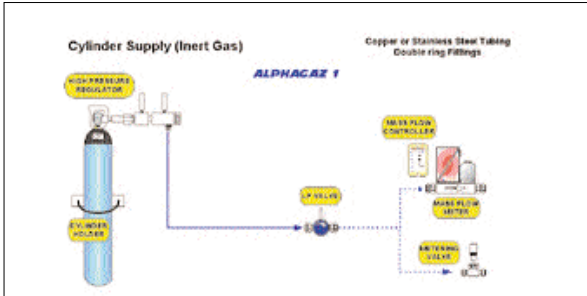 Cylinder Supply (Inert Gas)
Copper or Stainless Steel Tubing
Double ring Fittings
ALPHAGAZ 1
HIGH PRESSURE
REGULATOR
MASS FLOW
CONTROLLER
LP VALVE
MASS FLOW
METER
CYLINDER
HOLDER
METERING
VALVE